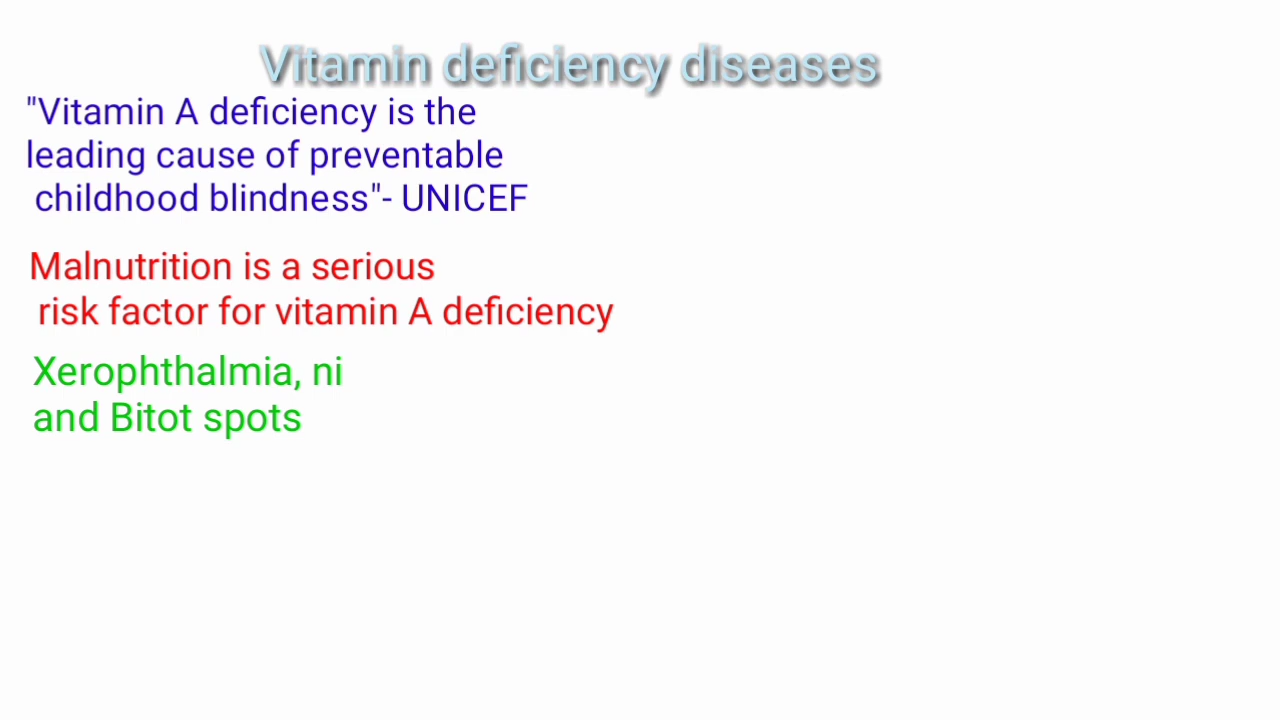 Vitamin deficiency diseases
"Vitamin A deficiency is the
leading cause of preventable
childhood blindness"- UNICEF
Malnutrition is a serious
risk factor for vitamin A deficiency
Xerophthalmia, ni
and Bitot spots